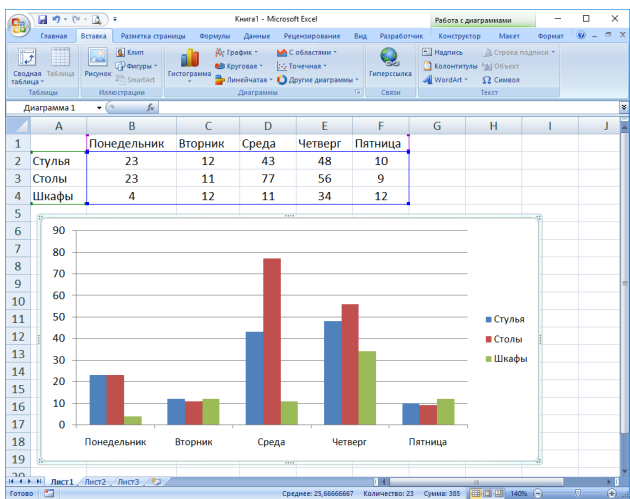 Книга1 - Microsoft Excel
Работа с диаграммами
Главная Вставка Разметка страницы Формулы Данные Рецензирование Вид Разработчик Конструктор Макет Формат
Сводная таблица Таблица Рисунок Клип Фигуры SmartArt Гистограмма График Круговая Линейчатая С областями Точечная Другие диаграммы Гиперссылка Надпись Колонтитулы WordArt Строка подписи Объект Символ
Таблицы Иллюстрации Диаграммы Связи Текст
Диаграмма 1 fx
A B C D E F G H I J
1 Понедельник Вторник Среда Четверг Пятница
2 Стулья 23 12 43 48 10
3 Столы 23 11 77 56 9
4 Шкафы 4 12 11 34 12
5
6
7
8
9
10
11
12
13
14
15
16
17
18
19
20
90
80
70
60
50
40
30
20
10
0
Понедельник Вторник Среда Четверг Пятница
Стулья
Столы
Шкафы
Лист1 Лист2 Лист3
Готово Среднее: 25,66666667 Количество: 23 Сумма: 385 140%